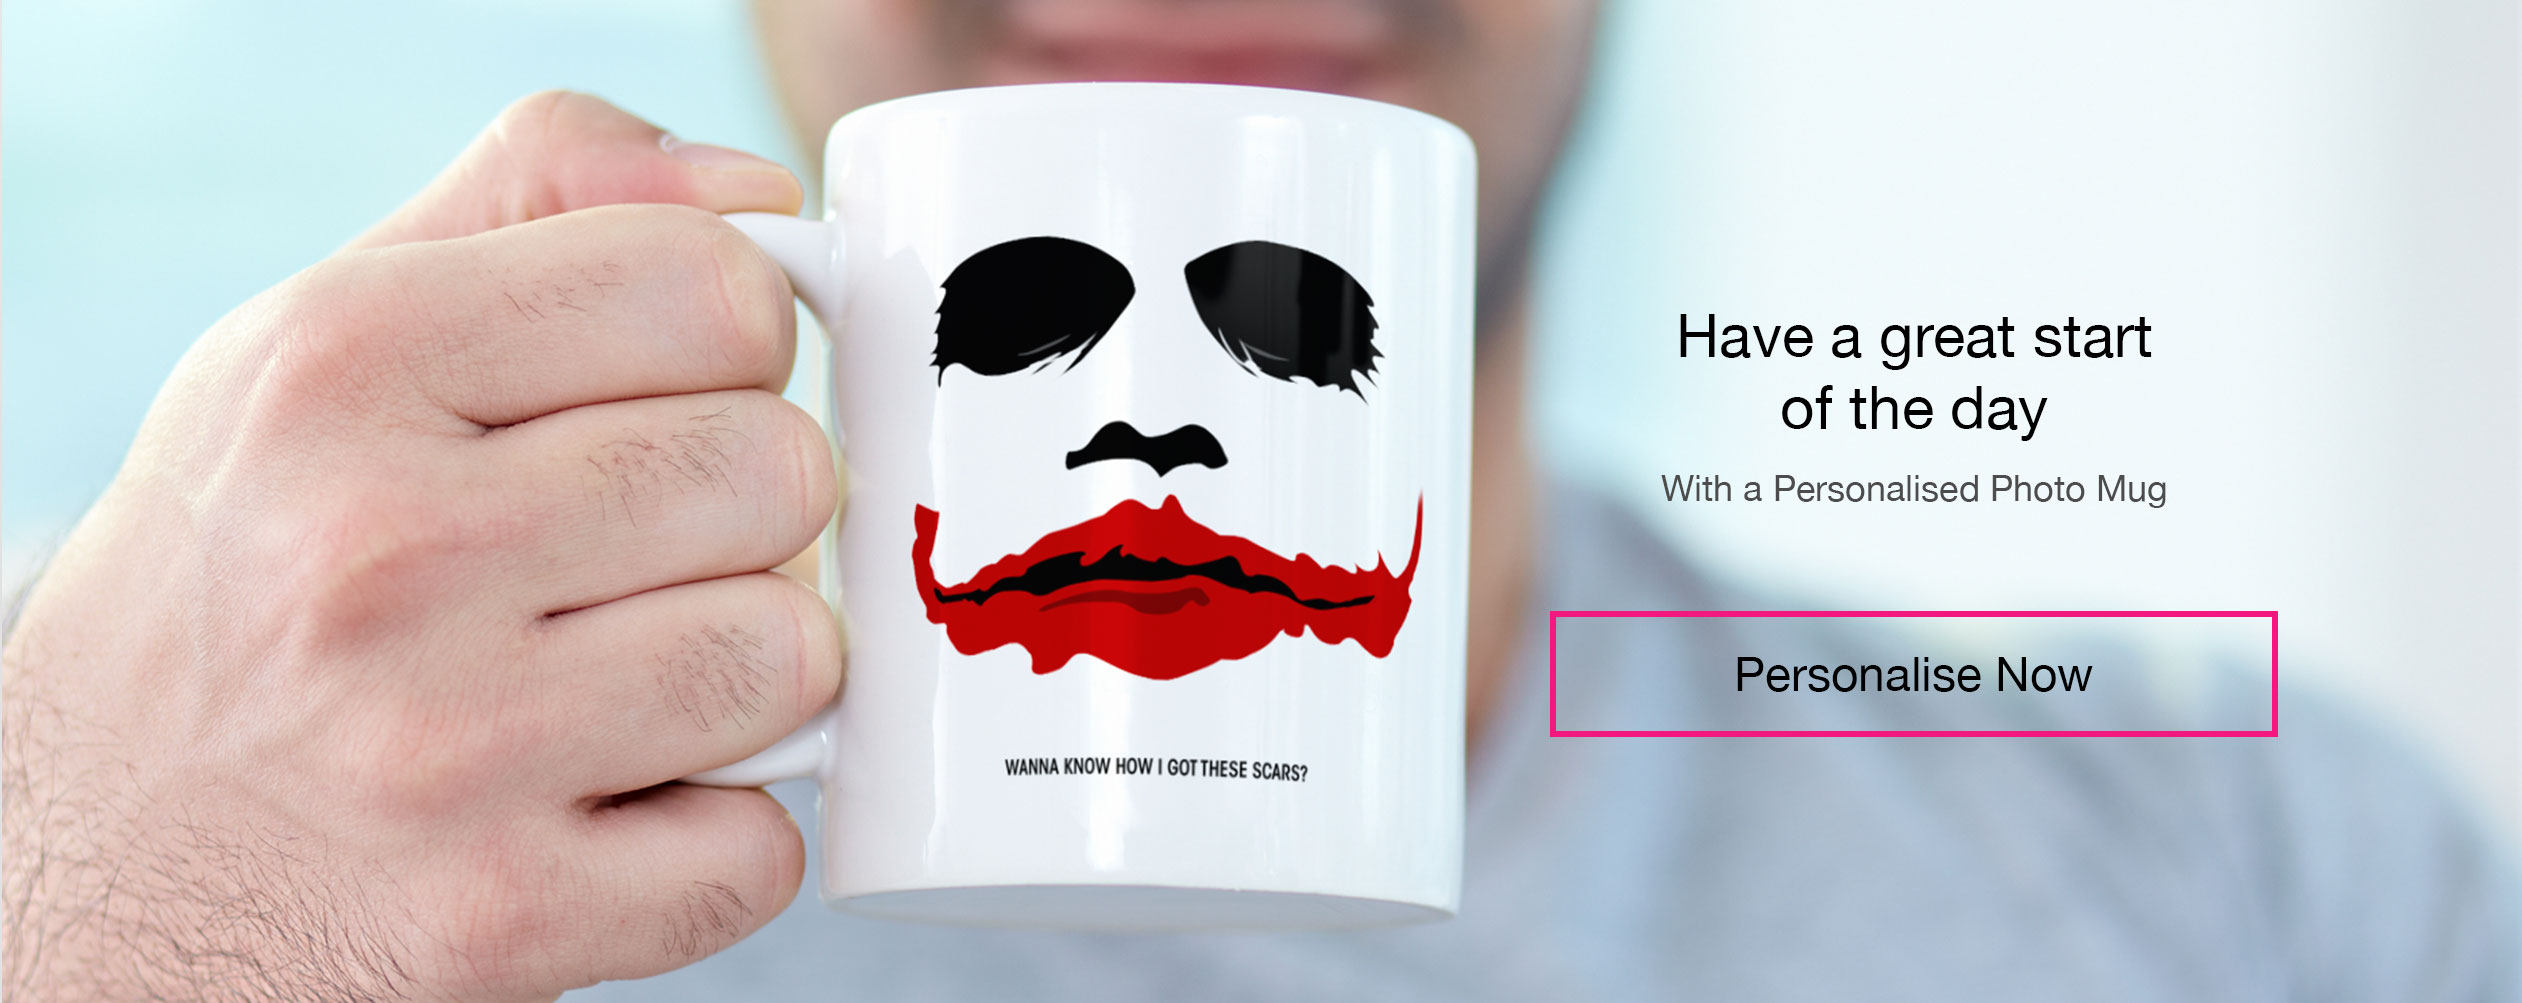 WANNA KNOW HOW I GOT THESE SCARS?
Have a great start
of the day
With a Personalised Photo Mug
Personalise Now